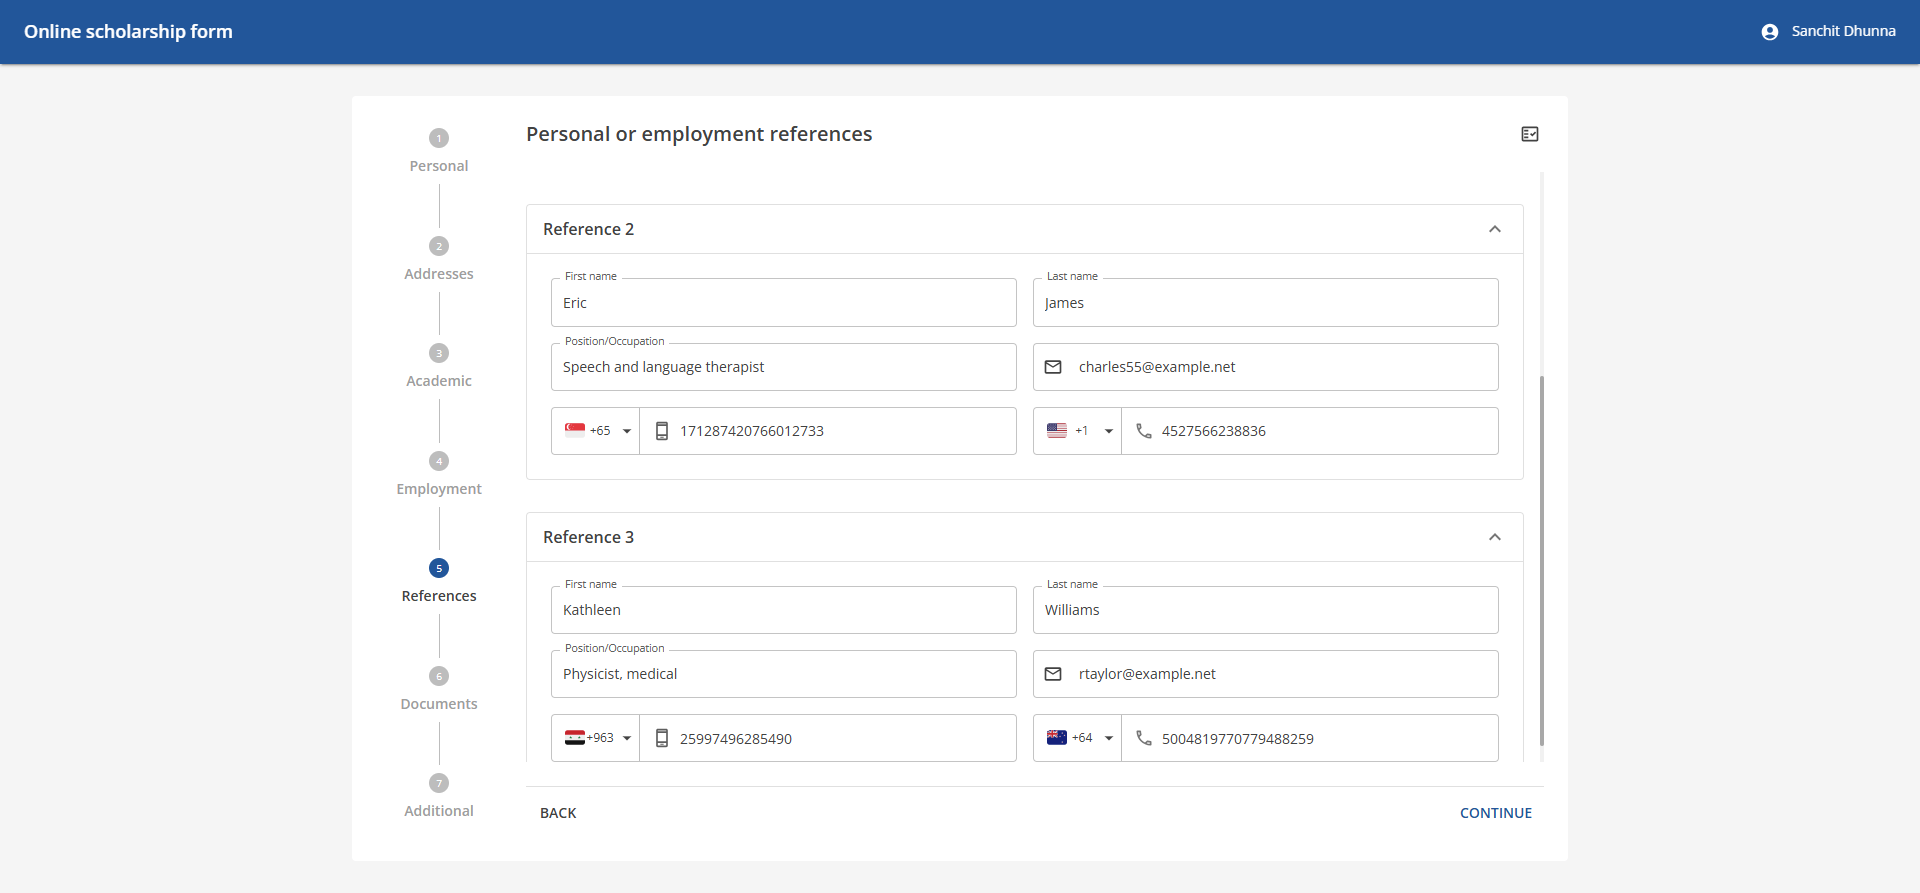 Online scholarship form
Sanchit Dhunna
1
Personal
2
Addresses
3
Academic
4
Employment
5
References
6
Documents
7
Additional
Personal or employment references
Reference 2
First name
Eric
Last name
James
Position/Occupation
Speech and language therapist
charles55@example.net
+65
171287420766012733
+1
4527566238836
Reference 3
First name
Kathleen
Last name
Williams
Position/Occupation
Physicist, medical
rtaylor@example.net
+963
25997496285490
+64
5004819770779488259
BACK
CONTINUE